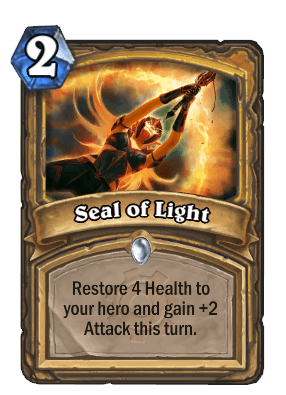 2
Seal of Light
Restore 4 Health to
your hero and gain +2
Attack this turn.